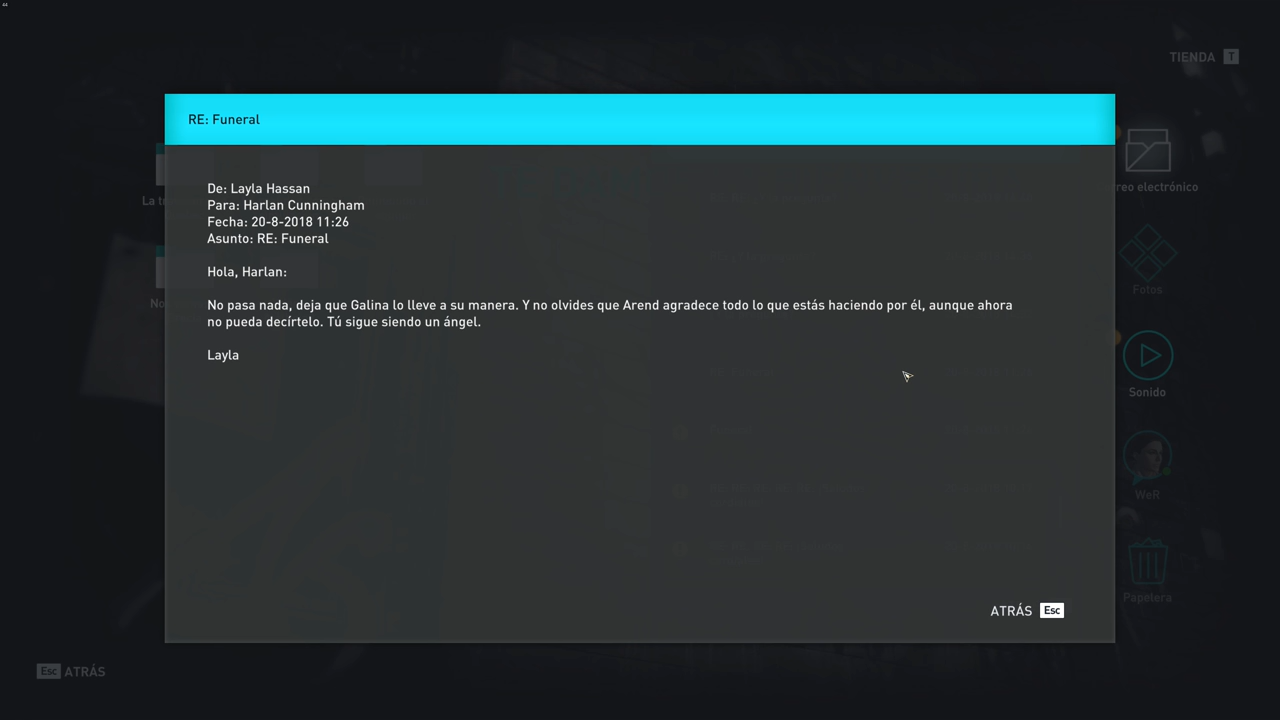 TIENDA T
RE: Funeral
De: Layla Hassan
Para: Harlan Cunningham
Fecha: 20-8-2018 11:26
Asunto: RE: Funeral
Hola, Harlan:
No pasa nada, deja que Galina lo lleve a su manera. Y no olvides que Arend agradece todo lo que estás haciendo por él, aunque ahora
no pueda decírtelo. Tú sigue siendo un ángel.
Layla
reo electrónico
Fotos
Sonido
WeR
Papelera
ATRÁS Esc
Esc ATRÁS